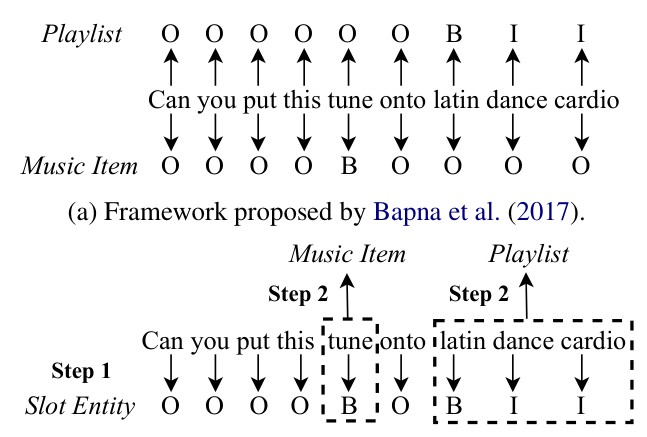 Playlist O O O O O O B I I
Can you put this tune onto latin dance cardio
Music Item O O O O B O O O O
(a) Framework proposed by Bapna et al. (2017).
Music Item Playlist
Step 2 Step 2
Can you put this tune onto latin dance cardio
Step 1
Slot Entity O O O O B O B I I